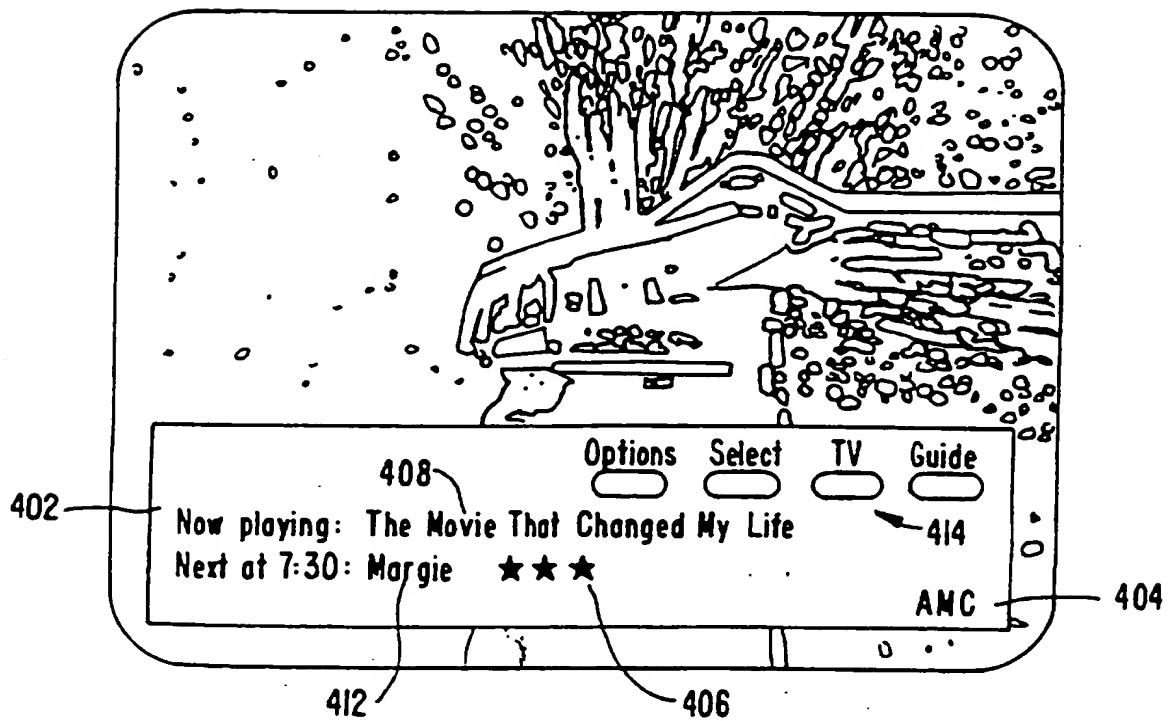 Options Select TV Guide
408
402
Now playing: The Movie That Changed My Life
414
Next at 7:30: Margie ★★★
AMC
404
412
406